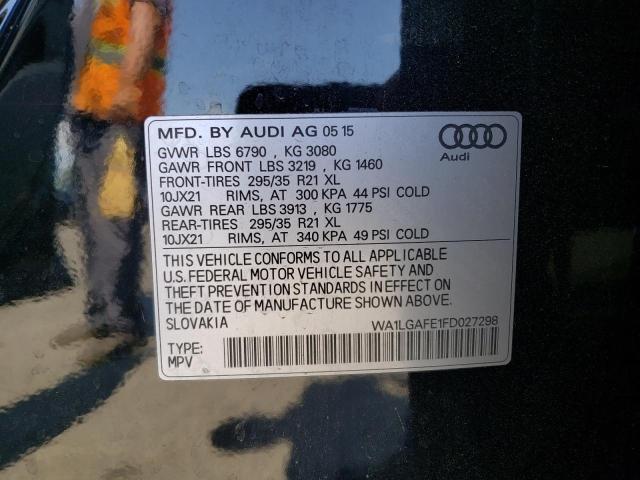 MFD. BY AUDI AG 05 15
GVWR LBS 6790 , KG 3080
GAWR FRONT LBS 3219 , KG 1460
FRONT-TIRES 295/35 R21 XL
10JX21 RIMS, AT 300 KPA 44 PSI COLD
GAWR REAR LBS 3913 , KG 1775
REAR-TIRES 295/35 R21 XL
10JX21 RIMS, AT 340 KPA 49 PSI COLD
Audi
THIS VEHICLE CONFORMS TO ALL APPLICABLE
U.S. FEDERAL MOTOR VEHICLE SAFETY AND
THEFT PREVENTION STANDARDS IN EFFECT ON
THE DATE OF MANUFACTURE SHOWN ABOVE.
SLOVAKIA WA1LGAFE1FD027298
TYPE:
MPV